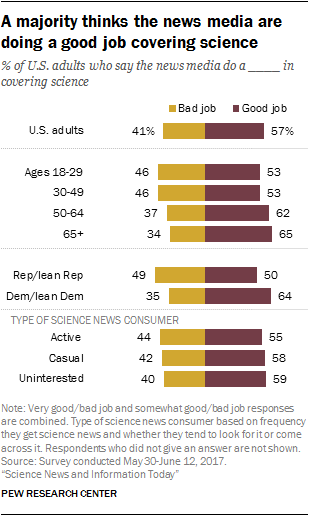 A majority thinks the news media are
doing a good job covering science
% of U.S. adults who say the news media do a ____ in
covering science
Bad job Good job
U.S. adults 41% 57%
Ages 18-29 46 53
30-49 46 53
50-64 37 62
65+ 34 65
Rep/lean Rep 49 50
Dem/lean Dem 35 64
TYPE OF SCIENCE NEWS CONSUMER
Active 44 55
Casual 42 58
Uninterested 40 59
Note: Very good/bad job and somewhat good/bad job responses
are combined. Type of science news consumer based on frequency
they get science news and whether they tend to look for it or come
across it. Respondents who did not give an answer are not shown.
Source: Survey conducted May 30-June 12, 2017.
"Science News and Information Today"
PEW RESEARCH CENTER